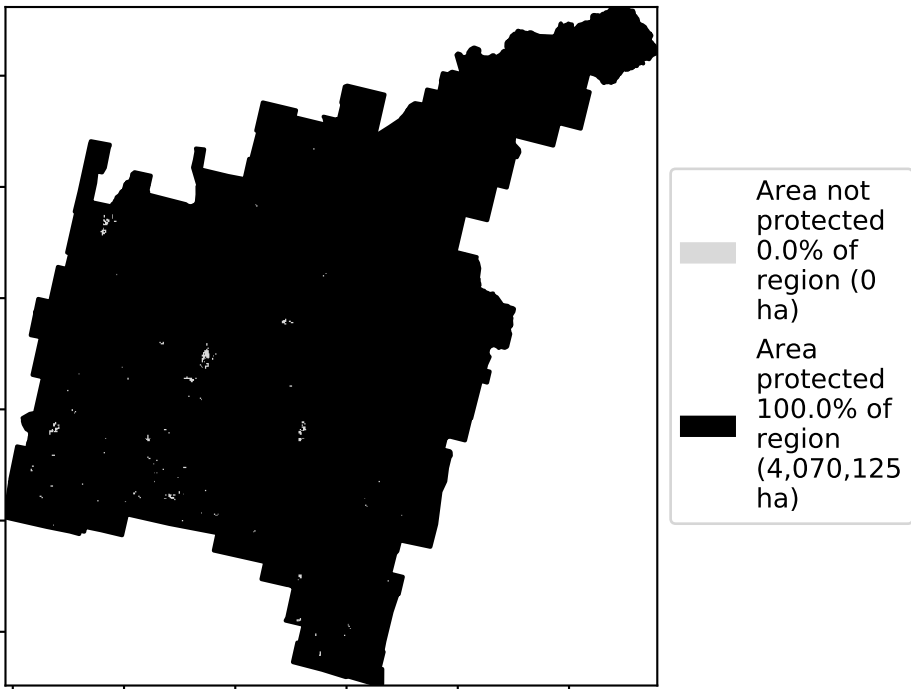 Area not
protected
0.0% of
region (0
ha)
Area
protected
100.0% of
region
(4,070,125
ha)